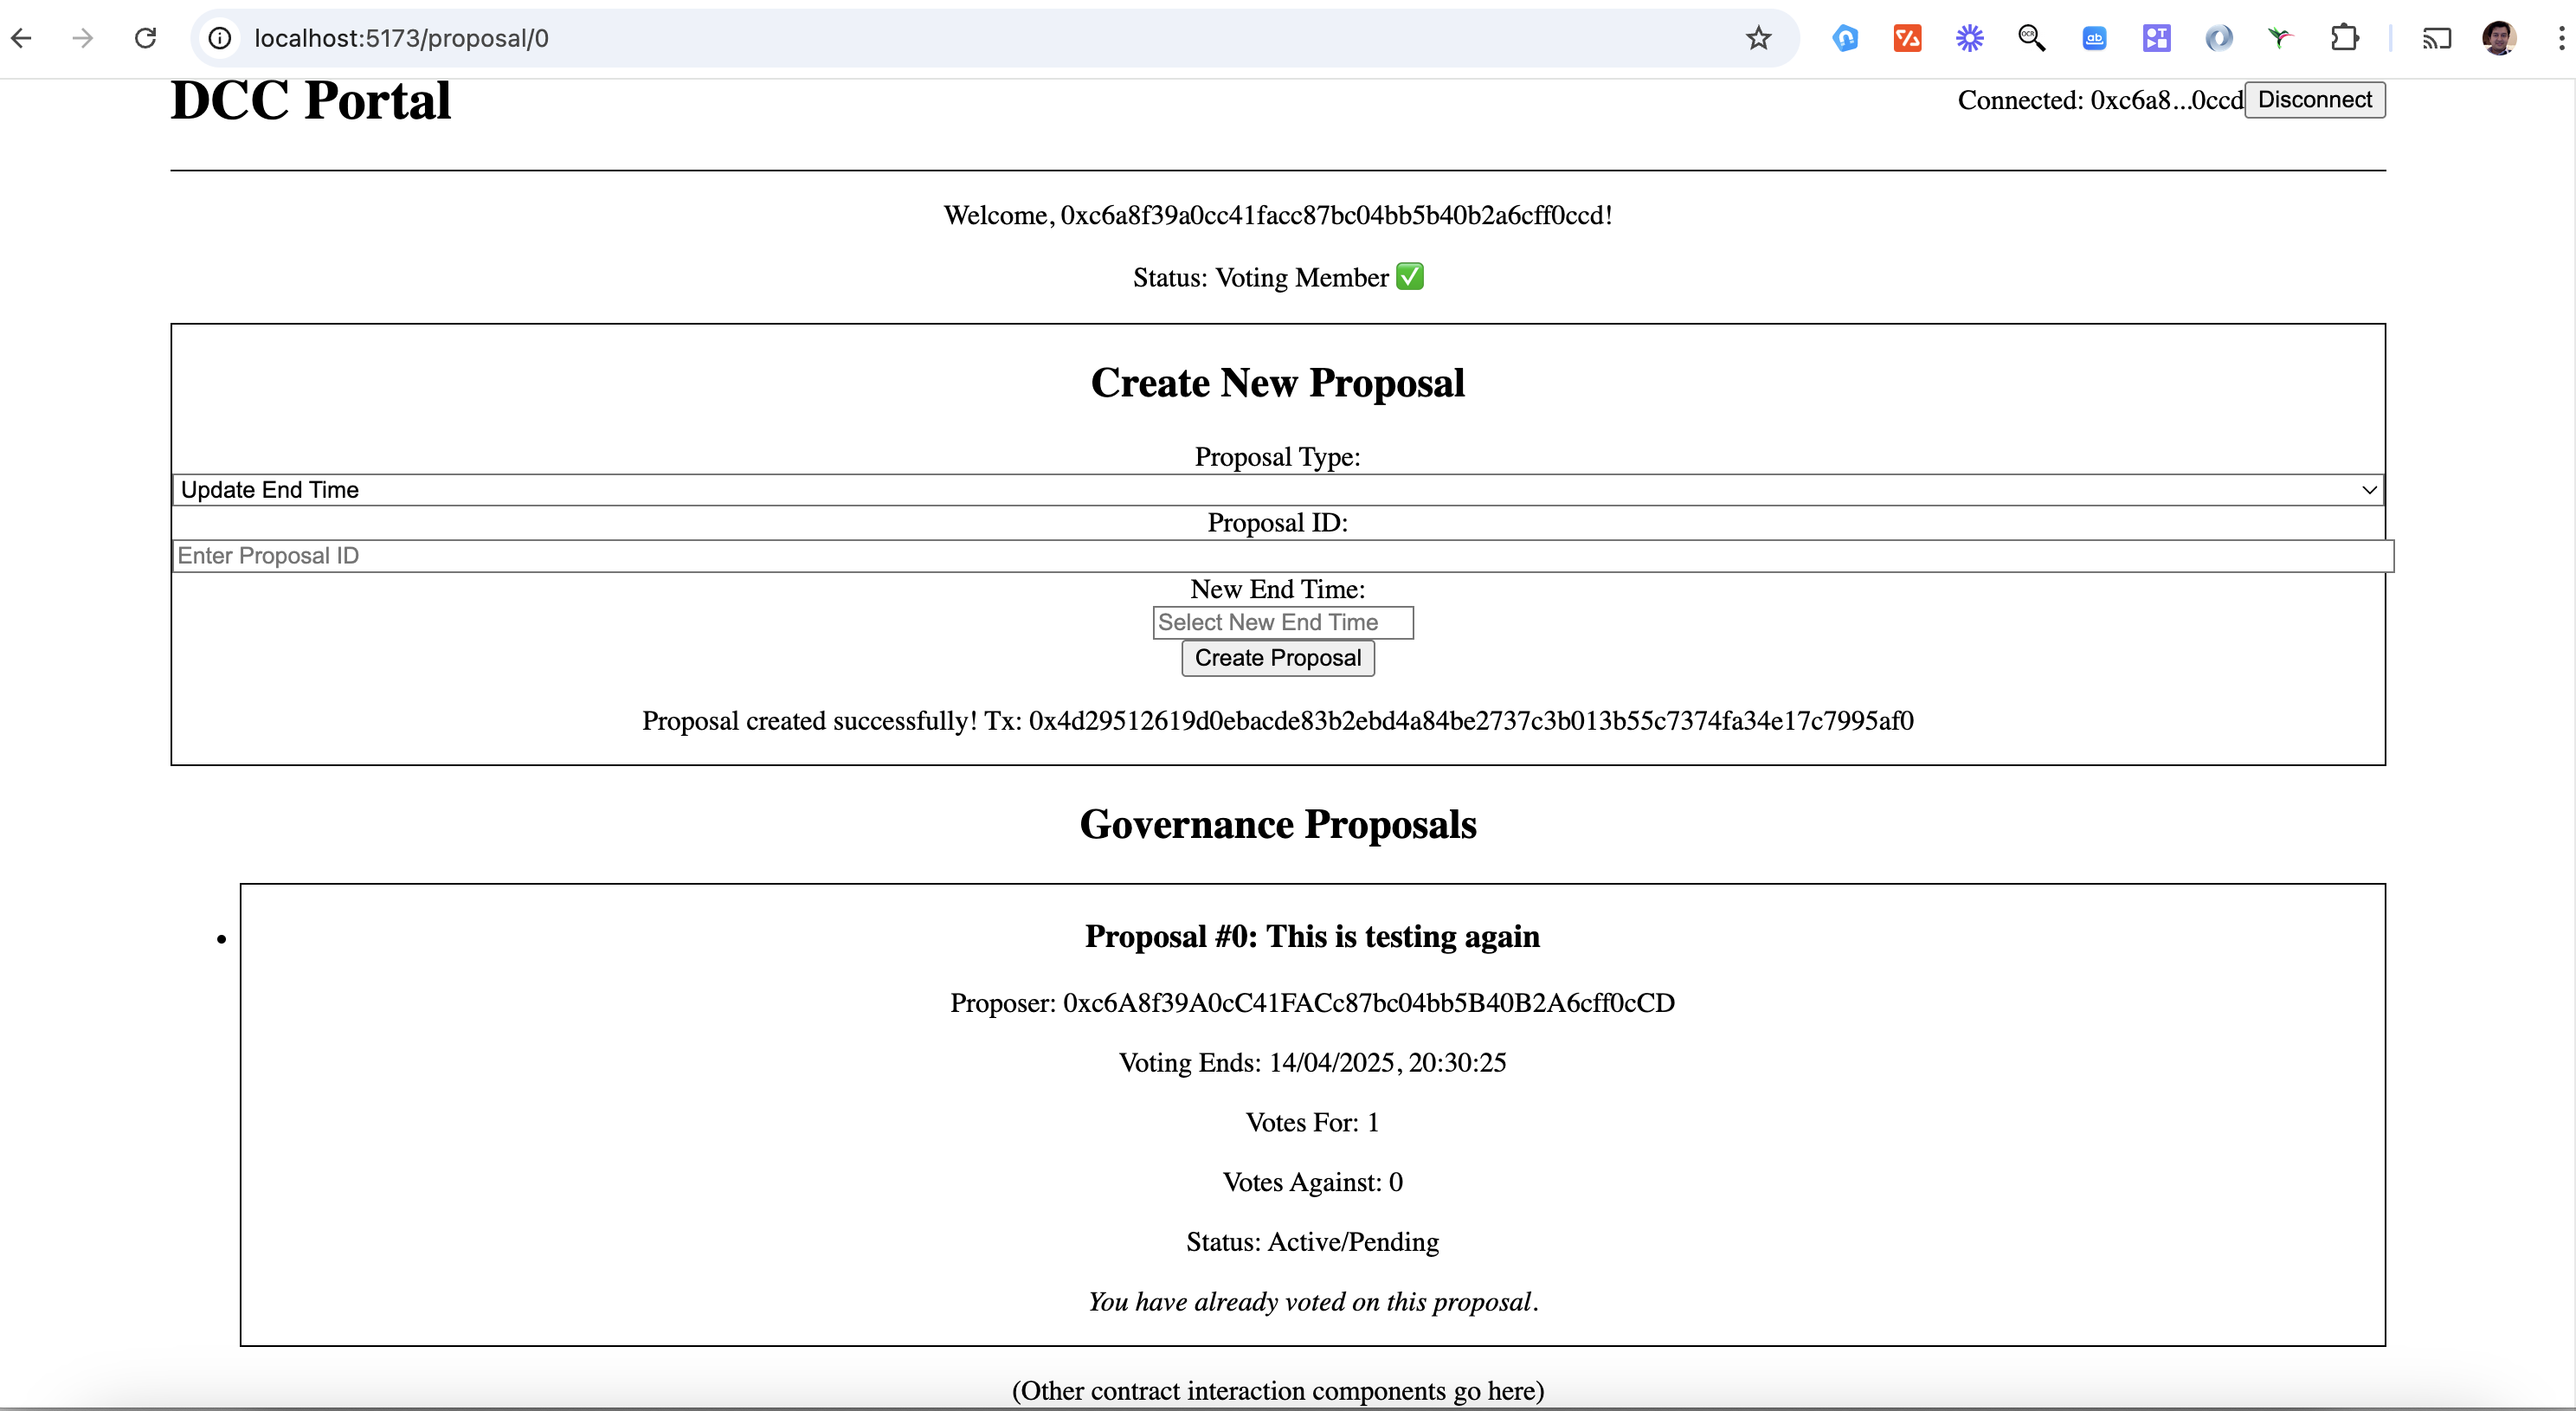 localhost:5173/proposal/0
DCC Portal
Connected: 0xc6a8...0ccd
Disconnect
Welcome, 0xc6a8f39a0cc41facc87bc04bb5b40b2a6cff0ccd!
Status: Voting Member ✅
Create New Proposal
Proposal Type:
Update End Time
Proposal ID:
Enter Proposal ID
New End Time:
Select New End Time
Create Proposal
Proposal created successfully! Tx: 0x4d29512619d0ebacde83b2ebd4a84be2737c3b013b55c7374fa34e17c7995af0
Governance Proposals
Proposal #0: This is testing again
Proposer: 0xc6A8f39A0cC41FACc87bc04bb5B40B2A6cff0cCD
Voting Ends: 14/04/2025, 20:30:25
Votes For: 1
Votes Against: 0
Status: Active/Pending
You have already voted on this proposal.
(Other contract interaction components go here)